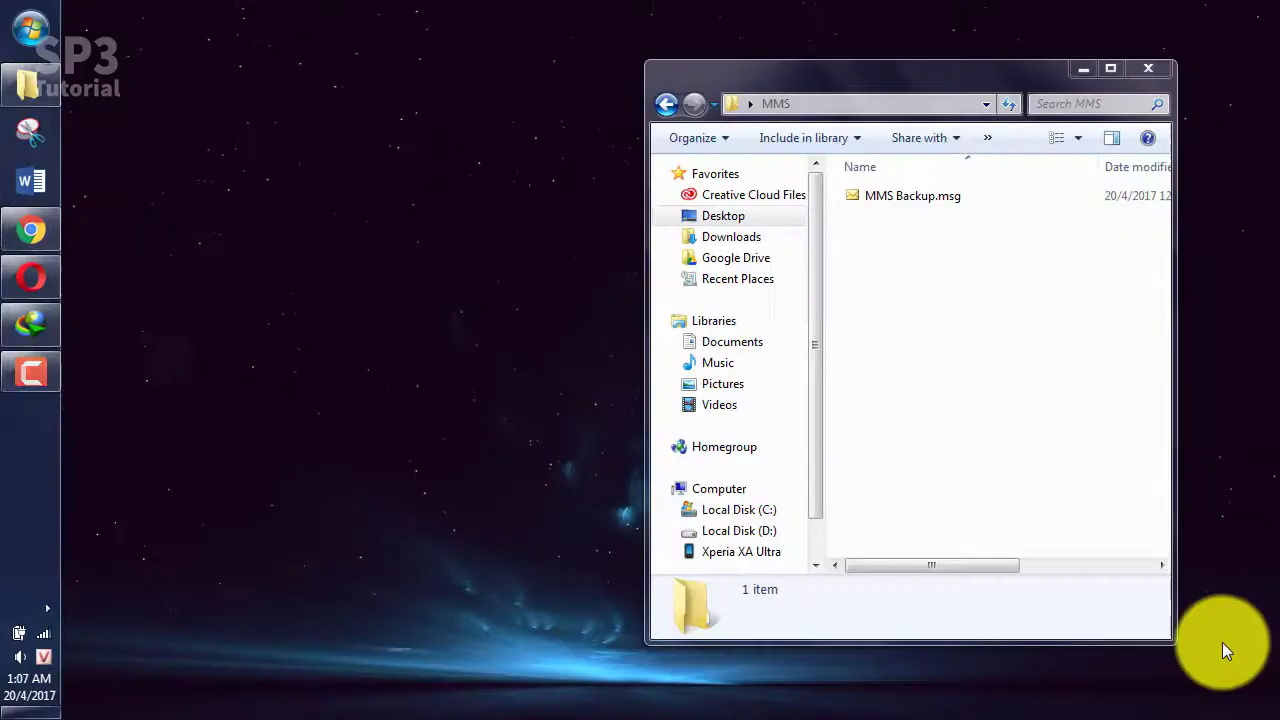 SP3
Tutorial
MMS
Search MMS
Organize
Include in library
Share with
»
Name
Date modifie
Favorites
Creative Cloud Files
Desktop
Downloads
Google Drive
Recent Places
Libraries
Documents
Music
Pictures
Videos
Homegroup
Computer
Local Disk (C:)
Local Disk (D:)
Xperia XA Ultra
MMS Backup.msg
20/4/2017 12
1 item
V
1:07 AM
20/4/2017